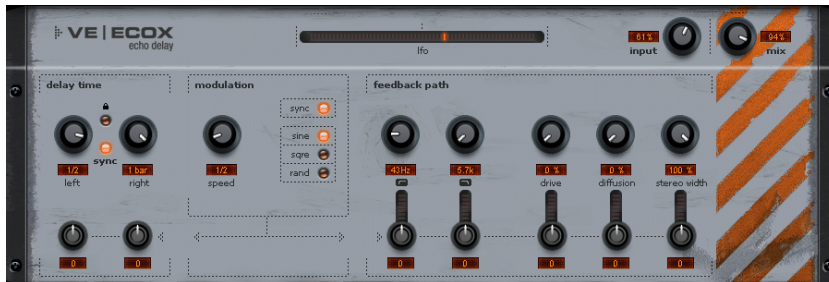 VE | ECOX
echo delay
lfo
61%
input
94%
mix
delay time
modulation
feedback path
sync
sine
sqre
rand
sync
1/2
1 bar
1/2
43Hz
5.7k
0 %
0 %
100 %
left
right
speed
drive
diffusion
stereo width
0
0
0
0
0
0
0